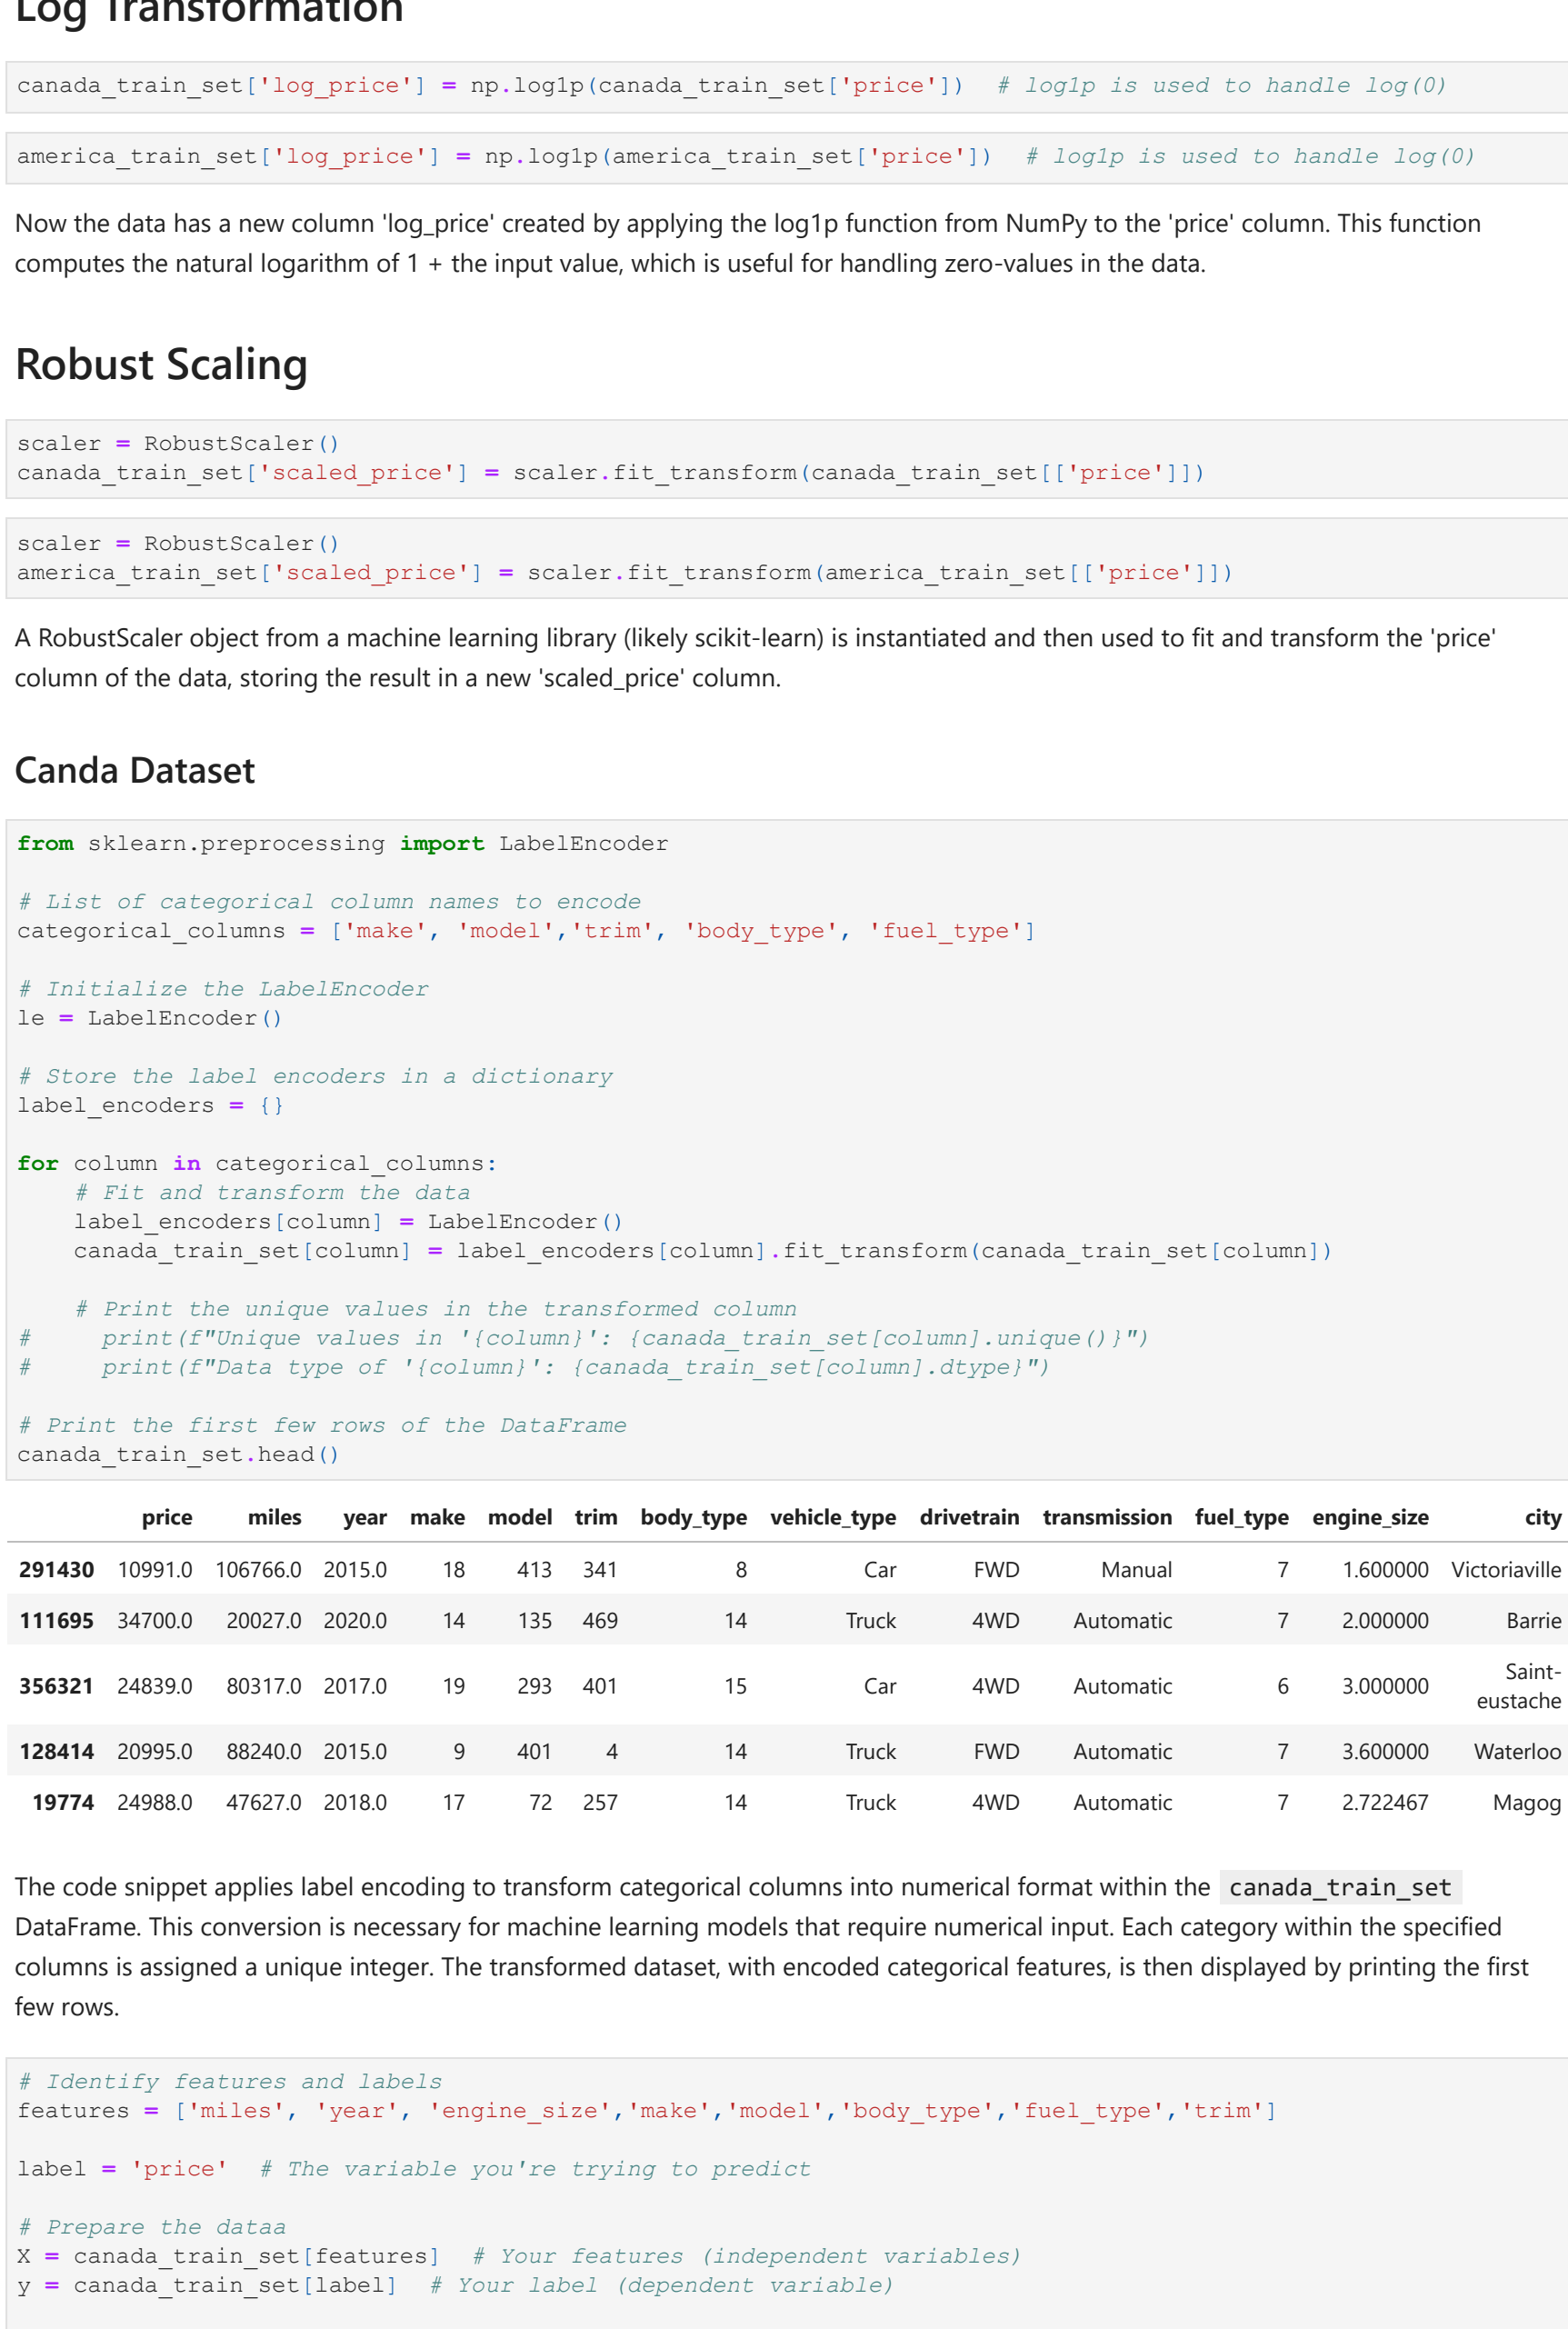 Log Transformation
canada_train_set['log_price'] = np.log1p(canada_train_set['price'])  # log1p is used to handle log(0)
america_train_set['log_price'] = np.log1p(america_train_set['price'])  # log1p is used to handle log(0)
Now the data has a new column 'log_price' created by applying the log1p function from NumPy to the 'price' column. This function
computes the natural logarithm of 1 + the input value, which is useful for handling zero-values in the data.
Robust Scaling
scaler = RobustScaler()
canada_train_set['scaled_price'] = scaler.fit_transform(canada_train_set[['price']])
scaler = RobustScaler()
america_train_set['scaled_price'] = scaler.fit_transform(america_train_set[['price']])
A RobustScaler object from a machine learning library (likely scikit-learn) is instantiated and then used to fit and transform the 'price'
column of the data, storing the result in a new 'scaled_price' column.
Canda Dataset
from sklearn.preprocessing import LabelEncoder
# List of categorical column names to encode
categorical_columns = ['make', 'model','trim', 'body_type', 'fuel_type']
# Initialize the LabelEncoder
le = LabelEncoder()
# Store the label encoders in a dictionary
label_encoders = {}
for column in categorical_columns:
    # Fit and transform the data
    label_encoders[column] = LabelEncoder()
    canada_train_set[column] = label_encoders[column].fit_transform(canada_train_set[column])
    # Print the unique values in the transformed column
#     print(f"Unique values in '{column}': {canada_train_set[column].unique()}")
#     print(f"Data type of '{column}': {canada_train_set[column].dtype}")
# Print the first few rows of the DataFrame
canada_train_set.head()
price miles year make model trim body_type vehicle_type drivetrain transmission fuel_type engine_size city
291430 10991.0 106766.0 2015.0 18 413 341 8 Car FWD Manual 7 1.600000 Victoriaville
111695 34700.0 20027.0 2020.0 14 135 469 14 Truck 4WD Automatic 7 2.000000 Barrie
356321 24839.0 80317.0 2017.0 19 293 401 15 Car 4WD Automatic 6 3.000000 Saint-
eustache
128414 20995.0 88240.0 2015.0 9 401 4 14 Truck FWD Automatic 7 3.600000 Waterloo
19774 24988.0 47627.0 2018.0 17 72 257 14 Truck 4WD Automatic 7 2.722467 Magog
The code snippet applies label encoding to transform categorical columns into numerical format within the canada_train_set
DataFrame. This conversion is necessary for machine learning models that require numerical input. Each category within the specified
columns is assigned a unique integer. The transformed dataset, with encoded categorical features, is then displayed by printing the first
few rows.
# Identify features and labels
features = ['miles', 'year', 'engine_size','make','model','body_type','fuel_type','trim']
label = 'price'  # The variable you're trying to predict
# Prepare the dataa
X = canada_train_set[features]  # Your features (independent variables)
y = canada_train_set[label]  # Your label (dependent variable)